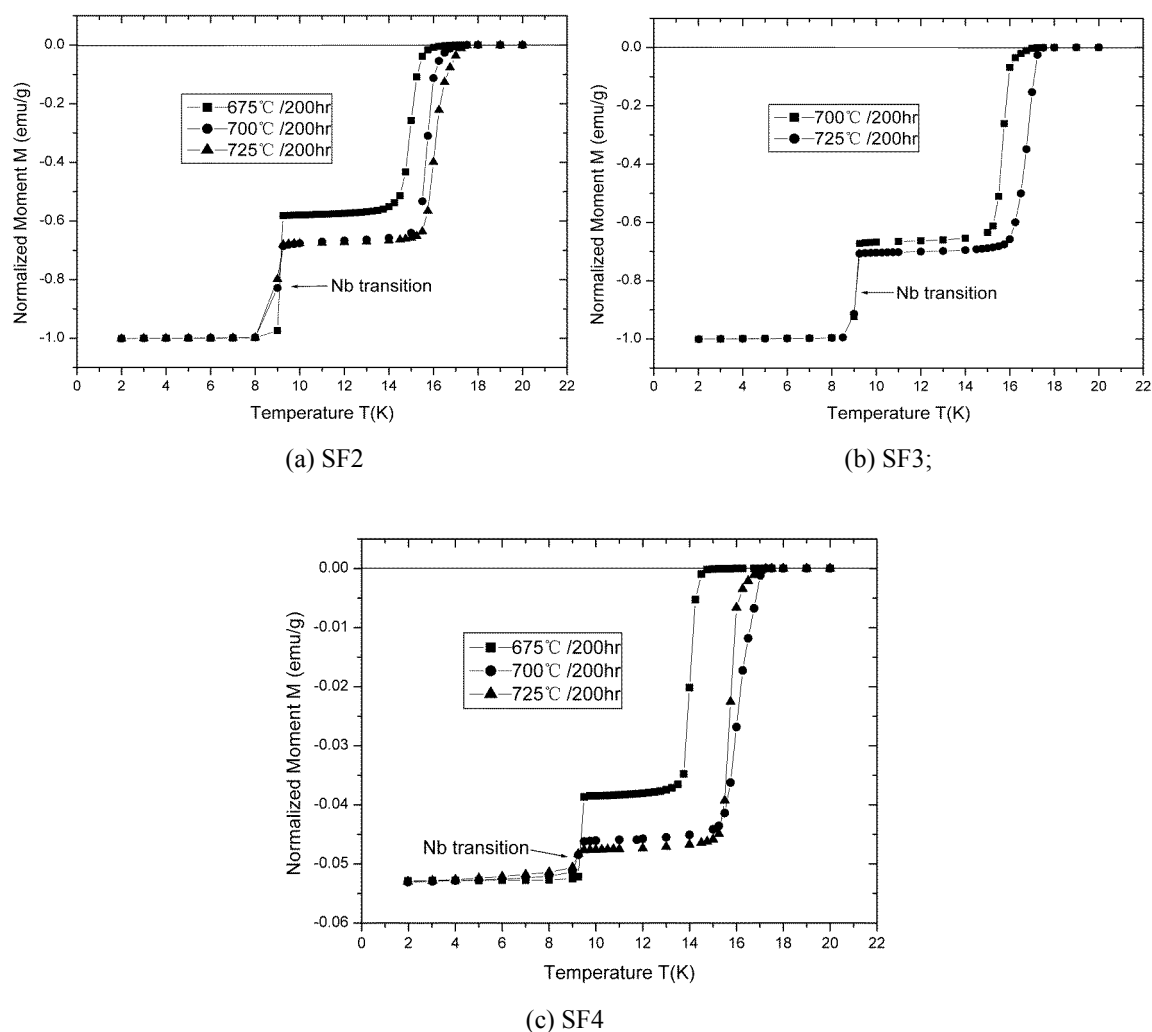 0.0
-0.2
-0.4
-0.6
-0.8
-1.0
Normalized Moment M (emu/g)
675℃ /200hr
700℃ /200hr
725℃ /200hr
Nb transition
0 2 4 6 8 10 12 14 16 18 20 22
Temperature T(K)
(a) SF2
0.0
-0.2
-0.4
-0.6
-0.8
-1.0
Normalized Moment M (emu/g)
700℃ /200hr
725℃ /200hr
Nb transition
0 2 4 6 8 10 12 14 16 18 20 22
Temperature T(K)
(b) SF3;
0.00
-0.01
-0.02
-0.03
-0.04
-0.05
-0.06
Normalized Moment M (emu/g)
675℃ /200hr
700℃ /200hr
725℃ /200hr
Nb transition
0 2 4 6 8 10 12 14 16 18 20 22
Temperature T(K)
(c) SF4